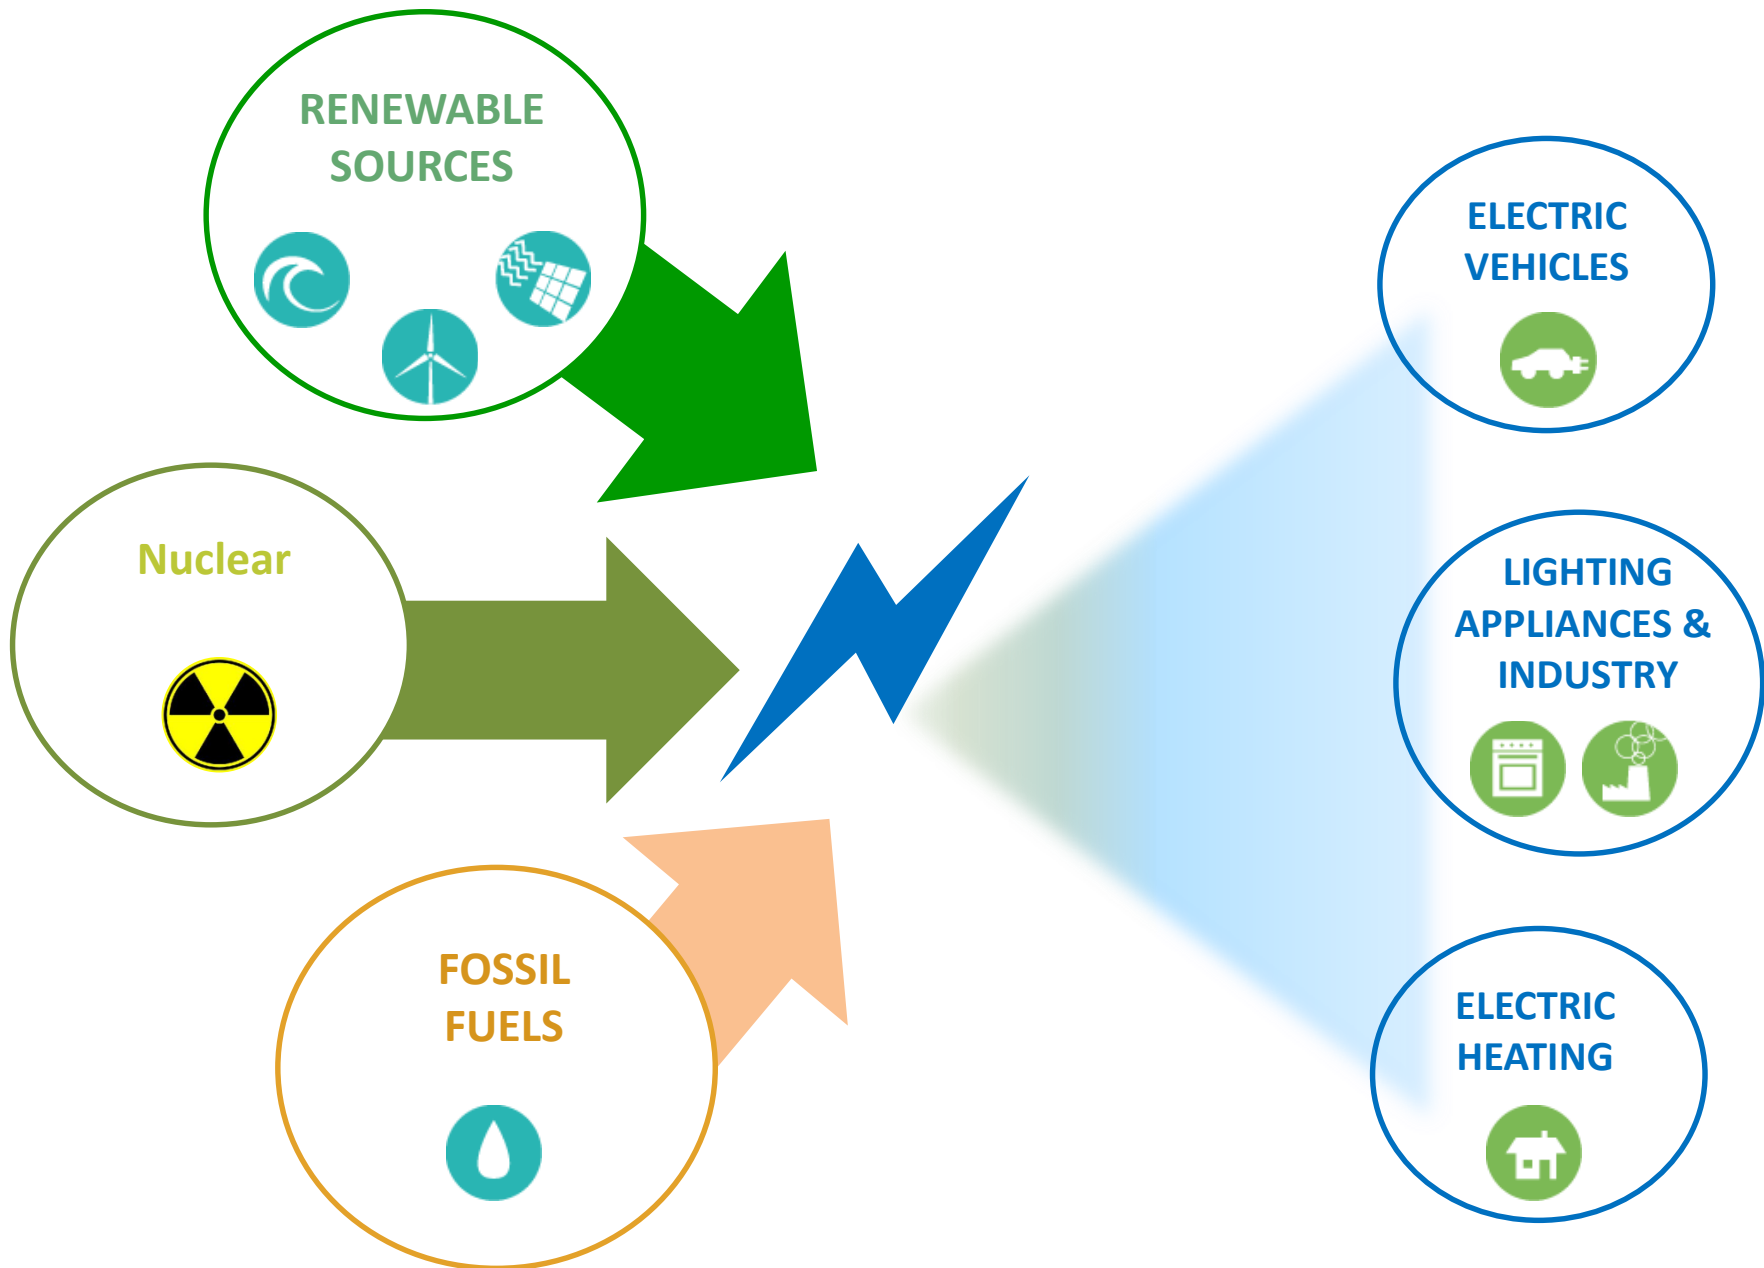 RENEWABLE
SOURCES
Nuclear
FOSSIL
FUELS
ELECTRIC
VEHICLES
LIGHTING
APPLIANCES &
INDUSTRY
ELECTRIC
HEATING